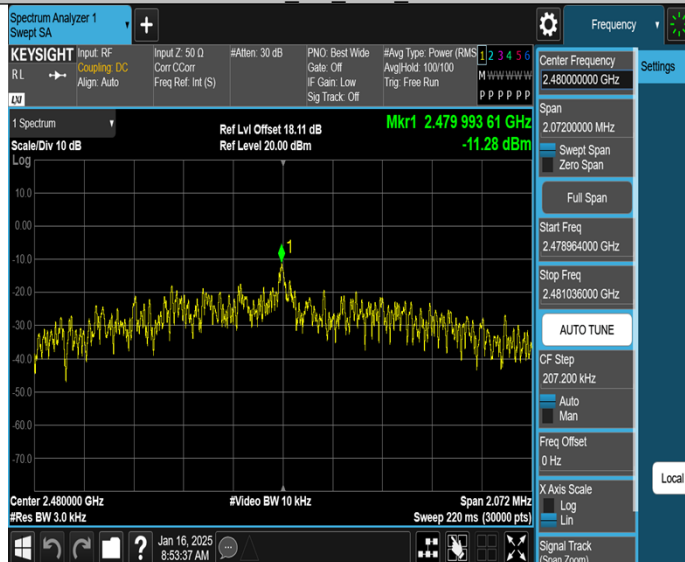 Spectrum Analyzer 1
Swept SA
+
Frequency
KEYSIGHT
RL
LXI
Input: RF
Coupling: DC
Align: Auto
Input Z: 50 Ω
Corr CCorr
Freq Ref: Int (S)
#Atten: 30 dB
PNO: Best Wide
Gate: Off
IF Gain: Low
Sig Track: Off
#Avg Type: Power (RMS
Avg|Hold: 100/100
Trig: Free Run
1 2 3 4 5 6
M W W W W W
P P P P P P
1 Spectrum
Scale/Div 10 dB
Log
Ref Lvl Offset 18.11 dB
Ref Level 20.00 dBm
Mkr1 2.479 993 61 GHz
-11.28 dBm
10.0
0.00
-10.0
-20.0
-30.0
-40.0
-50.0
-60.0
-70.0
1
Center 2.480000 GHz
#Res BW 3.0 kHz
#Video BW 10 kHz
Span 2.072 MHz
Sweep 220 ms (30000 pts)
?
Jan 16, 2025
8:53:37 AM
Center Frequency
2.480000000 GHz
Span
2.07200000 MHz
Swept Span
Zero Span
Full Span
Start Freq
2.478964000 GHz
Stop Freq
2.481036000 GHz
AUTO TUNE
CF Step
207.200 kHz
Auto
Man
Freq Offset
0 Hz
X Axis Scale
Log
Lin
Signal Track
(Span Zoom)
Settings
Local